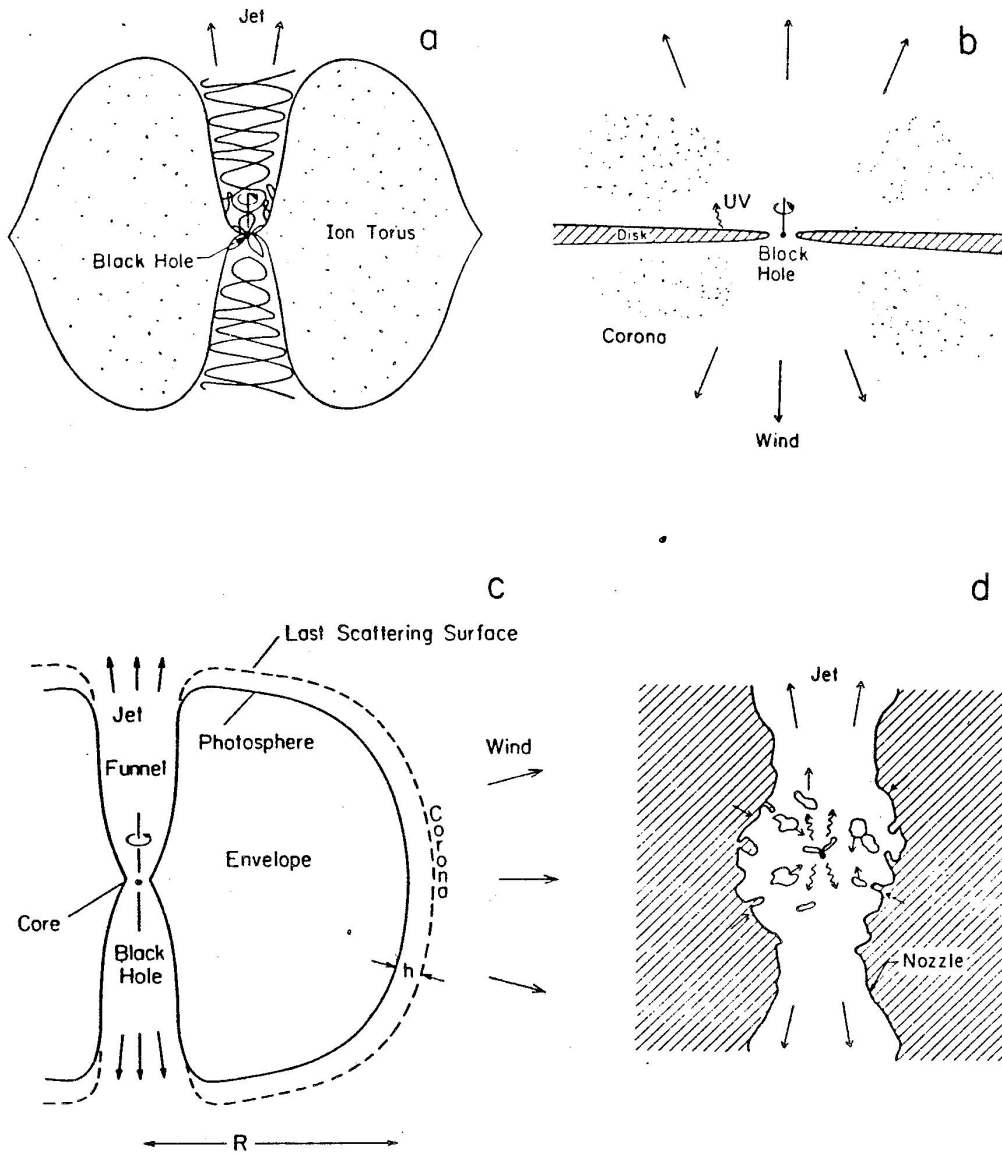 Jet
a
Ion Torus
Black Hole
b
UV
Disk
Black
Hole
Corona
Wind
c
Last Scattering Surface
Jet
Photosphere
Funnel
Wind
Corona
Envelope
Core
Black
Hole
h
R
d
Jet
Nozzle